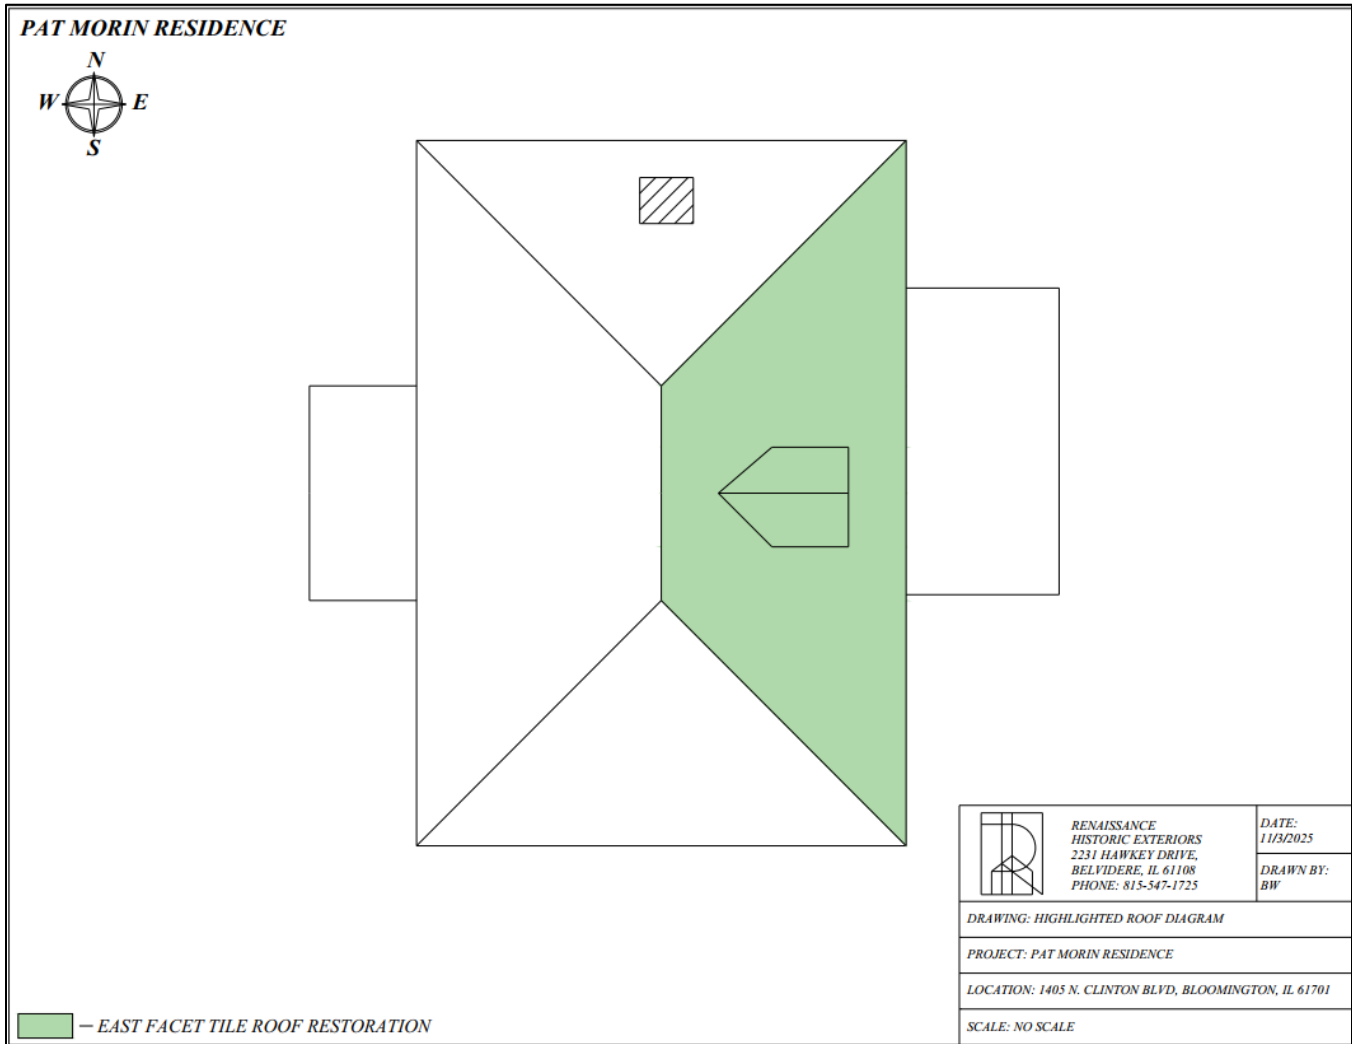 PAT MORIN RESIDENCE
N
W E
S
RENAISSANCE
HISTORIC EXTERIORS
2231 HAWKEY DRIVE,
BELVIDERE, IL 61108
PHONE: 815-547-1725
DATE:
11/3/2025
DRAWN BY:
BW
DRAWING: HIGHLIGHTED ROOF DIAGRAM
PROJECT: PAT MORIN RESIDENCE
LOCATION: 1405 N. CLINTON BLVD, BLOOMINGTON, IL 61701
SCALE: NO SCALE
– EAST FACET TILE ROOF RESTORATION